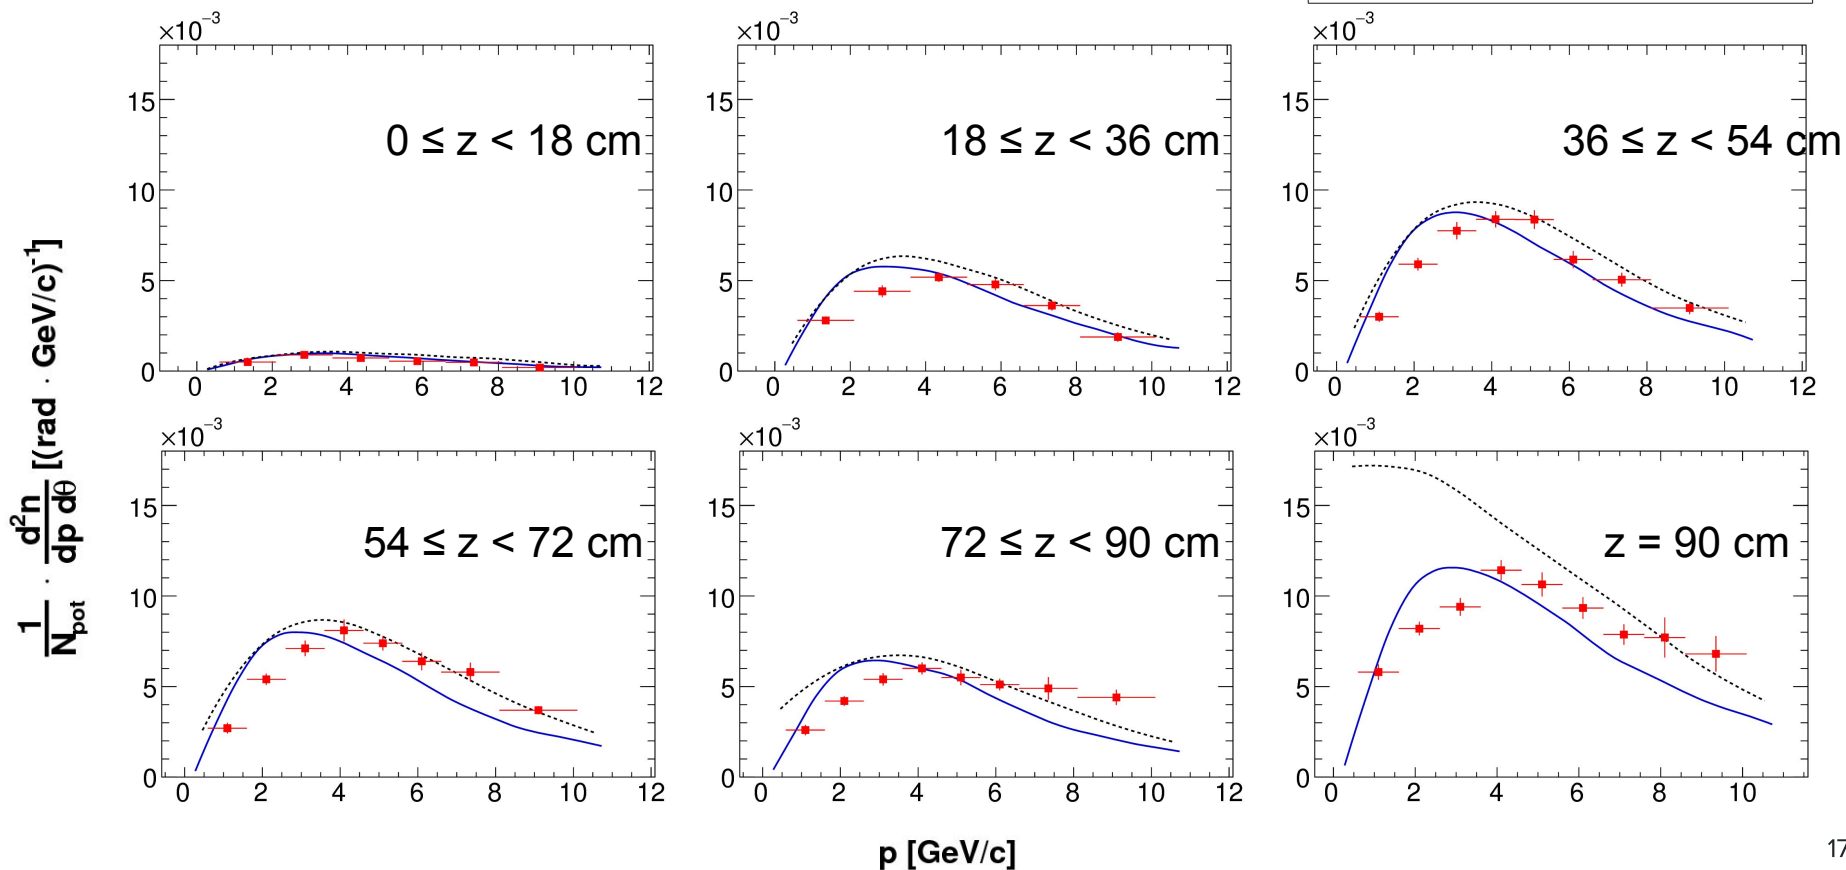 ×10⁻³ ×10⁻³ ×10⁻³
15 15 15
0 ≤ z < 18 cm 18 ≤ z < 36 cm 36 ≤ z < 54 cm
10 10 10
5 5 5
0 0 0
0 2 4 6 8 10 12 0 2 4 6 8 10 12 0 2 4 6 8 10 12
×10⁻³ ×10⁻³ ×10⁻³
15 15 15
54 ≤ z < 72 cm 72 ≤ z < 90 cm z = 90 cm
10 10 10
5 5 5
0 0 0
0 2 4 6 8 10 12 0 2 4 6 8 10 12 0 2 4 6 8 10
1/N_pot · d²n/dp dθ [(rad · GeV/c)⁻¹]
p [GeV/c]
17